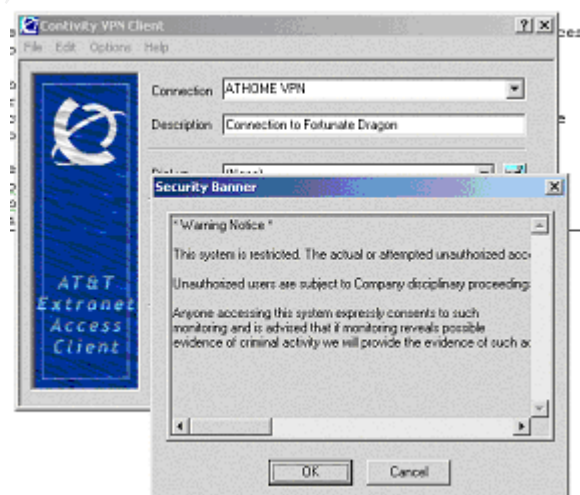 Contivity VPN Client
File Edit Options Help
Connection ATHOME VPN
Description Connection to Fortunate Dragon
(None)
AT&T
Extranet
Access
Client
Security Banner
* Warning Notice *
This system is restricted. The actual or attempted unauthorized acc
Unauthorized users are subject to Company disciplinary proceeding
Anyone accessing this system expressly consents to such
monitoring and is advised that if monitoring reveals possible
evidence of criminal activity we will provide the evidence of such ac
OK Cancel